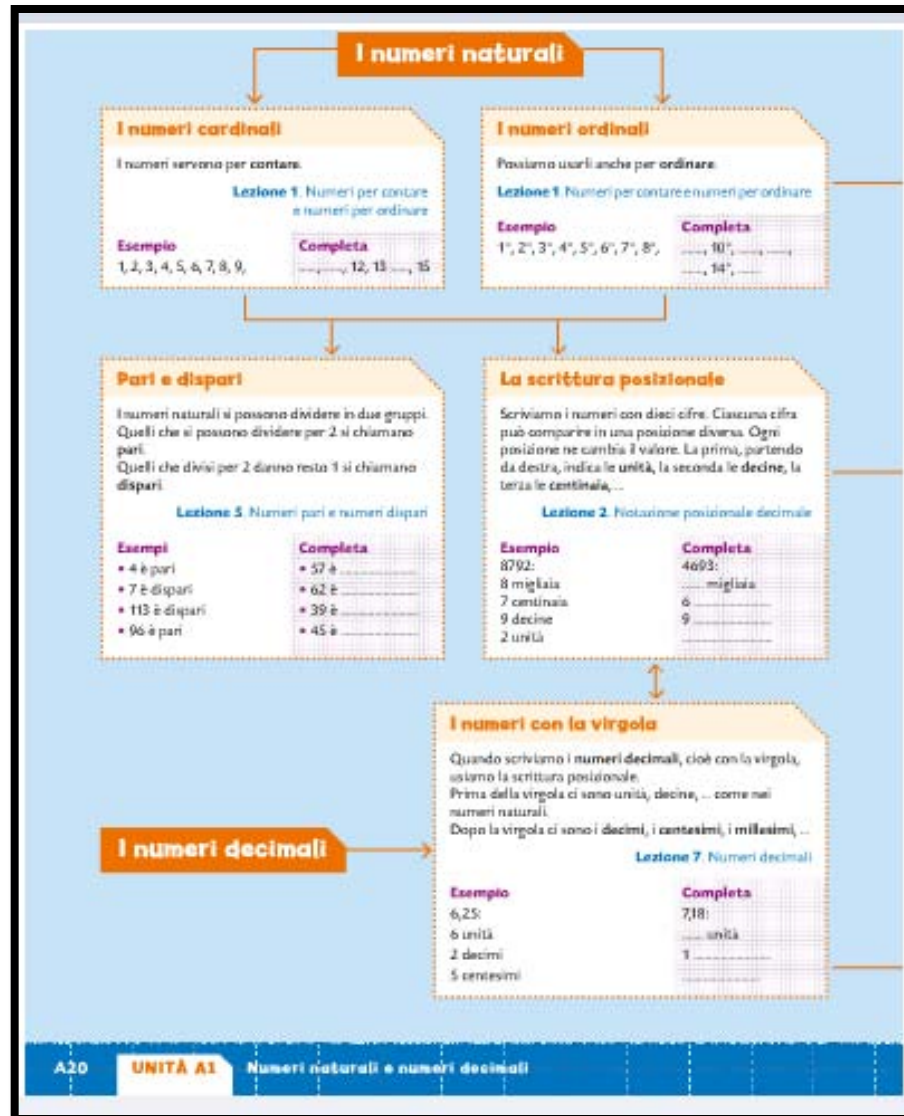 I numeri naturali
I numeri cardinali
I numeri servono per contare.
Lezione 1. Numeri per contare
e numeri per ordinare
Esempio
1, 2, 3, 4, 5, 6, 7, 8, 9,
Completa
....., ....., 12, 13 ....., 15
I numeri ordinali
Possiamo usarli anche per ordinare.
Lezione 1. Numeri per contare e numeri per ordinare
Esempio
1°, 2°, 3°, 4°, 5°, 6°, 7°, 8°,
Completa
....., 10°, ....., .....,
....., 14°, .....
Pari e dispari
I numeri naturali si possono dividere in due gruppi.
Quelli che si possono dividere per 2 si chiamano
pari.
Quelli che divisi per 2 danno resto 1 si chiamano
dispari.
Lezione 5. Numeri pari e numeri dispari
Esempi
• 4 è pari
• 7 è dispari
• 113 è dispari
• 96 è pari
Completa
• 57 è ..................
• 62 è ..................
• 39 è ..................
• 45 è ..................
La scrittura posizionale
Scriviamo i numeri con dieci cifre. Ciascuna cifra
può comparire in una posizione diversa. Ogni
posizione ne cambia il valore. La prima, partendo
da destra, indica le unità, la seconda le decine, la
terza le centinaia, ...
Lezione 2. Notazione posizionale decimale
Esempio
8792:
8 migliaia
7 centinaia
9 decine
2 unità
Completa
4693:
...... migliaia
6 ..................
9 ..................
..................
I numeri con la virgola
Quando scriviamo i numeri decimali, cioè con la virgola,
usiamo la scrittura posizionale.
Prima della virgola ci sono unità, decine, ... come nei
numeri naturali.
Dopo la virgola ci sono i decimi, i centesimi, i millesimi, ...
Lezione 7. Numeri decimali
Esempio
6,25:
6 unità
2 decimi
5 centesimi
Completa
7,18:
...... unità
1 ..................
..................
I numeri decimali
A20
UNITÀ A1
Numeri naturali e numeri decimali